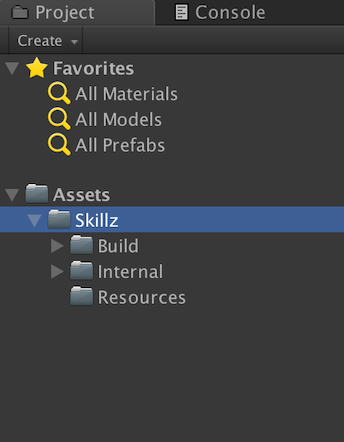 Project Console
Create
Favorites
All Materials
All Models
All Prefabs
Assets
Skillz
Build
Internal
Resources